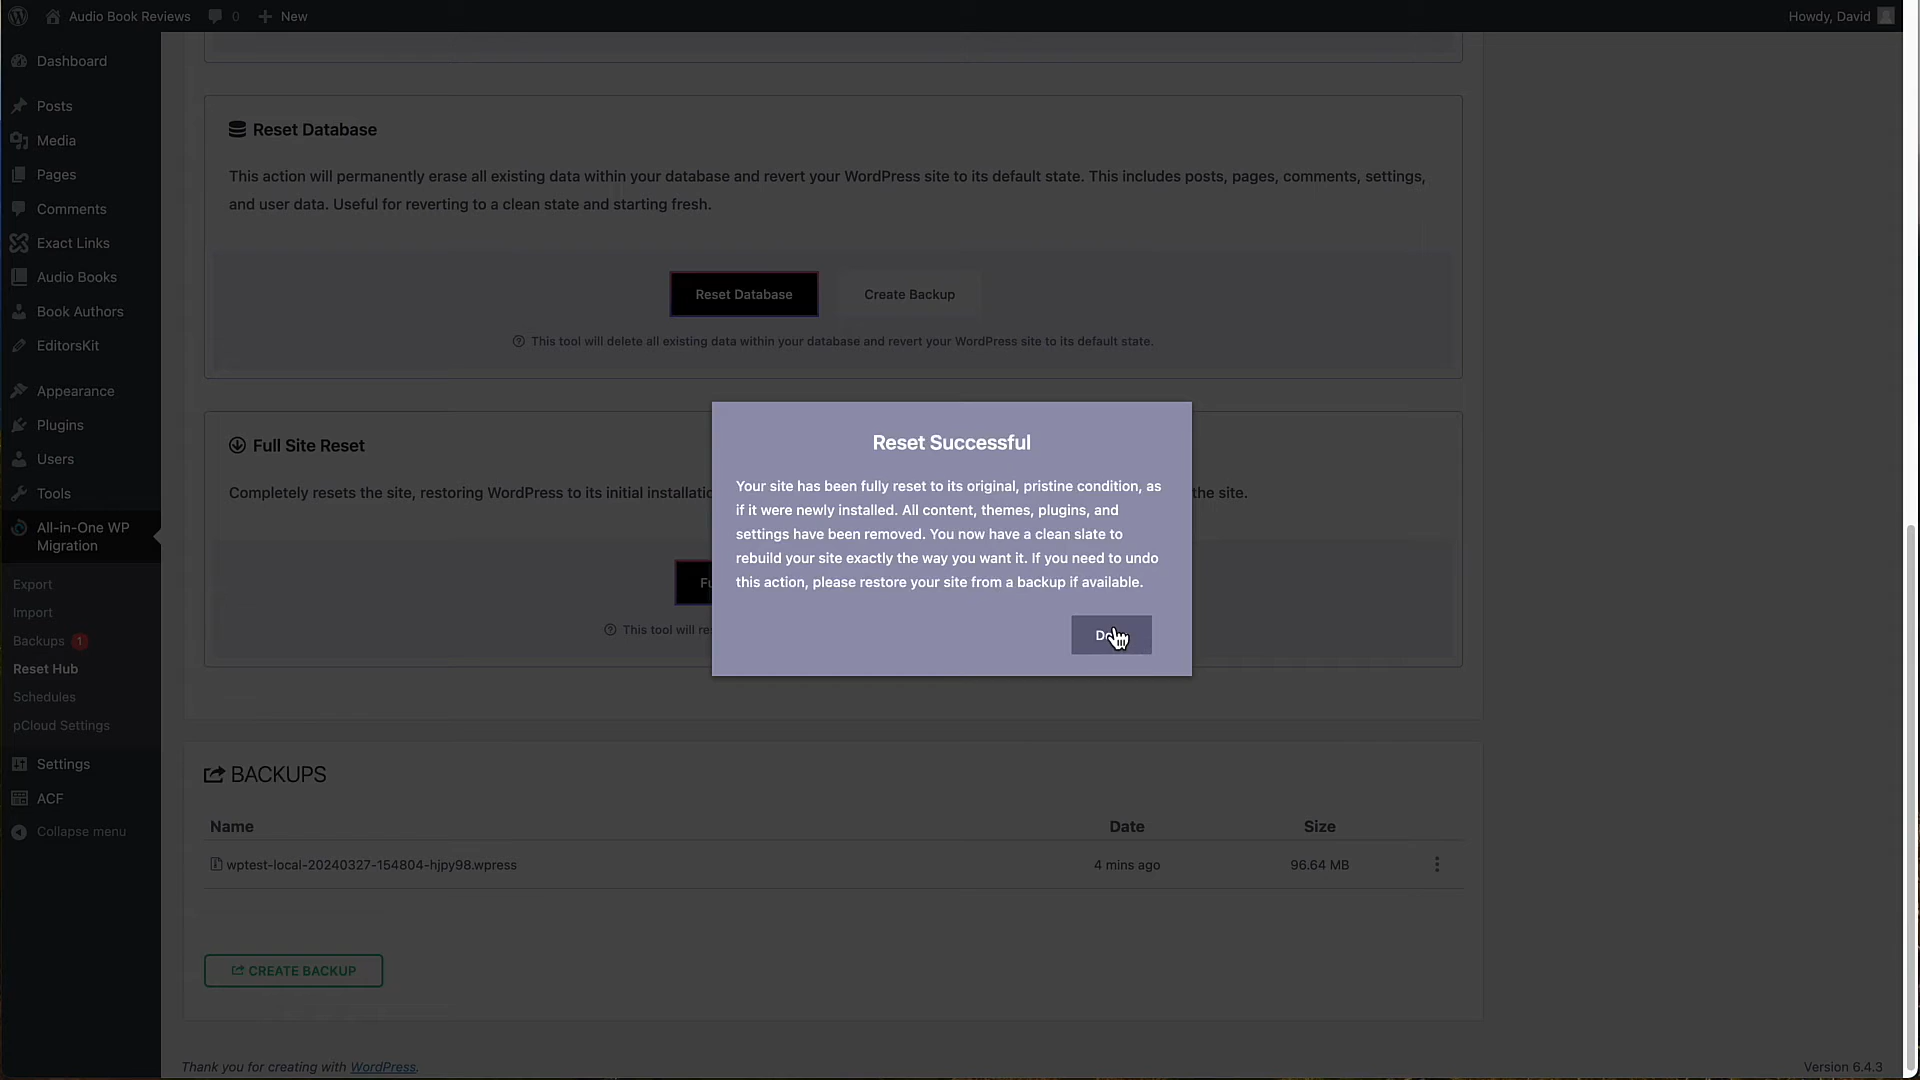 Audio Book Reviews 0 New Howdy, David
Dashboard
Posts
Media
Pages
Comments
Exact Links
Audio Books
Book Authors
EditorsKit
Appearance
Plugins
Users
Tools
All-in-One WP
Migration
Export
Import
Backups 1
Reset Hub
Schedules
pCloud Settings
Settings
ACF
Collapse menu
Reset Database
This action will permanently erase all existing data within your database and revert your WordPress site to its default state. This includes posts, pages, comments, settings,
and user data. Useful for reverting to a clean state and starting fresh.
Reset Database Create Backup
This tool will delete all existing data within your database and revert your WordPress site to its default state.
Full Site Reset
Completely resets the site, restoring WordPress to its initial the site.
This tool will
Reset Successful
Your site has been fully reset to its original, pristine condition, as
if it were newly installed. All content, themes, plugins, and
settings have been removed. You now have a clean slate to
rebuild your site exactly the way you want it. If you need to undo
this action, please restore your site from a backup if available.
BACKUPS
Name Date Size
wptest-local-20240327-154804-hjpy98.wpress 4 mins ago 96.64 MB
CREATE BACKUP
Thank you for creating with WordPress. Version 6.4.3